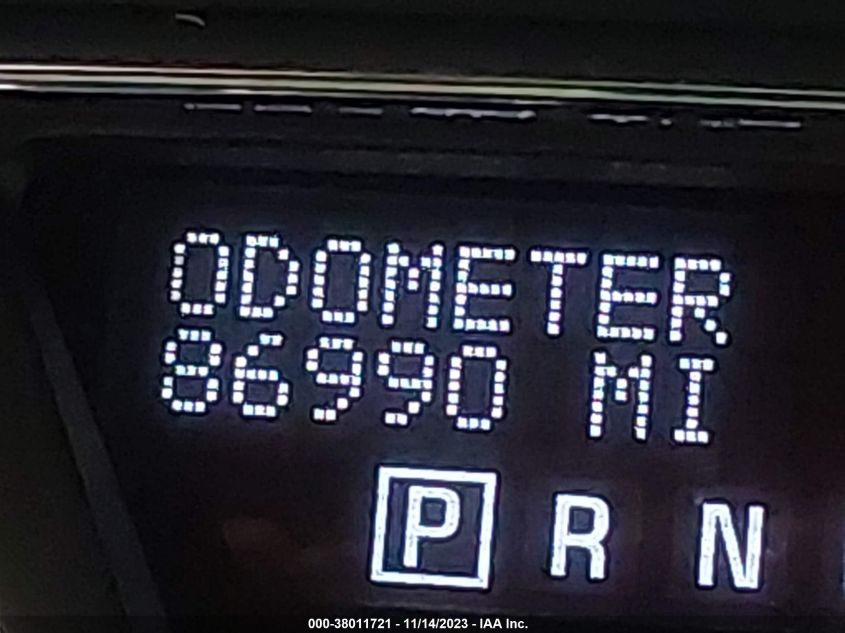 ODOMETER
86990 MI
P R N
000-38011721 - 11/14/2023 - IAA Inc.